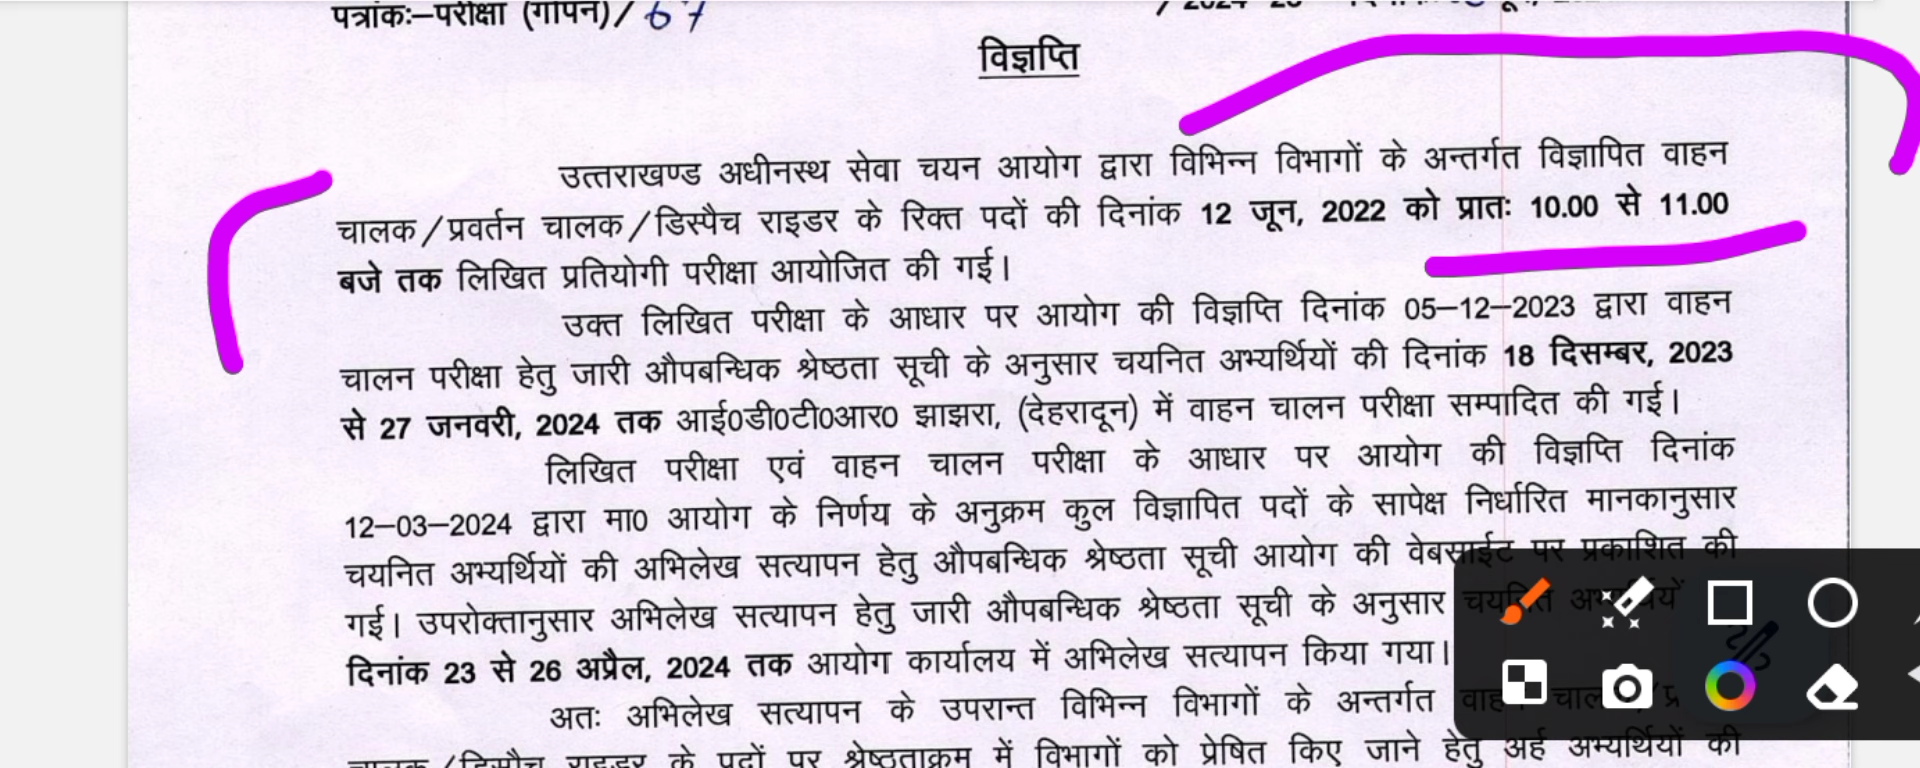 पत्रांकः–परीक्षा (गोपन)/ 67
विज्ञप्ति
उत्तराखण्ड अधीनस्थ सेवा चयन आयोग द्वारा विभिन्न विभागों के अन्तर्गत विज्ञापित वाहन
चालक/प्रवर्तन चालक/डिस्पैच राइडर के रिक्त पदों की दिनांक 12 जून, 2022 को प्रातः 10.00 से 11.00
बजे तक लिखित प्रतियोगी परीक्षा आयोजित की गई।
उक्त लिखित परीक्षा के आधार पर आयोग की विज्ञप्ति दिनांक 05–12–2023 द्वारा वाहन
चालन परीक्षा हेतु जारी औपबन्धिक श्रेष्ठता सूची के अनुसार चयनित अभ्यर्थियों की दिनांक 18 दिसम्बर, 2023
से 27 जनवरी, 2024 तक आई0डी0टी0आर0 झाझरा, (देहरादून) में वाहन चालन परीक्षा सम्पादित की गई।
लिखित परीक्षा एवं वाहन चालन परीक्षा के आधार पर आयोग की विज्ञप्ति दिनांक
12–03–2024 द्वारा मा0 आयोग के निर्णय के अनुक्रम कुल विज्ञापित पदों के सापेक्ष निर्धारित मानकानुसार
चयनित अभ्यर्थियों की अभिलेख सत्यापन हेतु औपबन्धिक श्रेष्ठता सूची आयोग की वेबसाईट पर प्रकाशित की
गई। उपरोक्तानुसार अभिलेख सत्यापन हेतु जारी औपबन्धिक श्रेष्ठता सूची के अनुसार चयनित
दिनांक 23 से 26 अप्रैल, 2024 तक आयोग कार्यालय में अभिलेख सत्यापन किया गया।
अतः अभिलेख सत्यापन के उपरान्त विभिन्न विभागों के अन्तर्गत
चालक/डिस्पैच राइडर के पदों पर श्रेष्ठताक्रम में विभागों को प्रेषित किए जाने हेतु अर्ह अभ्यर्थियों की